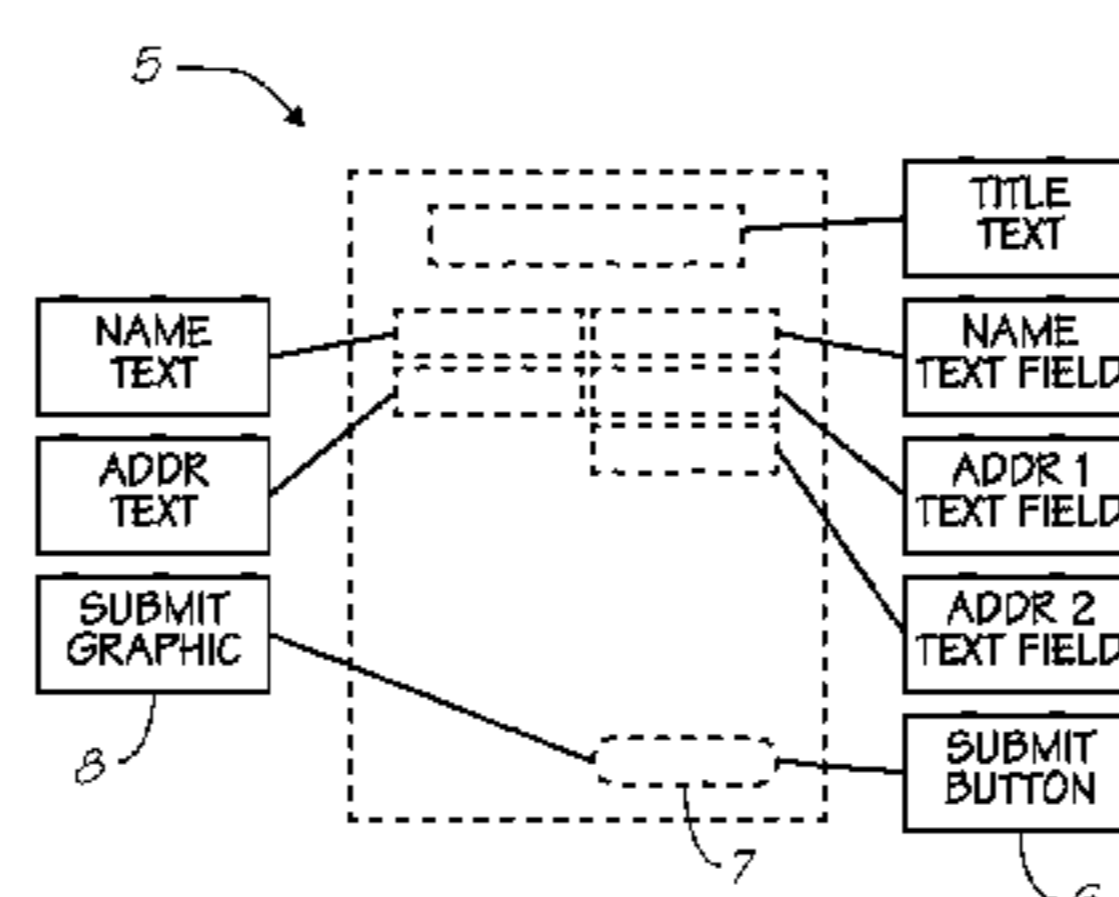 5
TITLE
TEXT
NAME
TEXT
NAME
TEXT FIELD
ADDR
TEXT
ADDR 1
TEXT FIELD
SUBMIT
GRAPHIC
ADDR 2
TEXT FIELD
SUBMIT
BUTTON
8
7